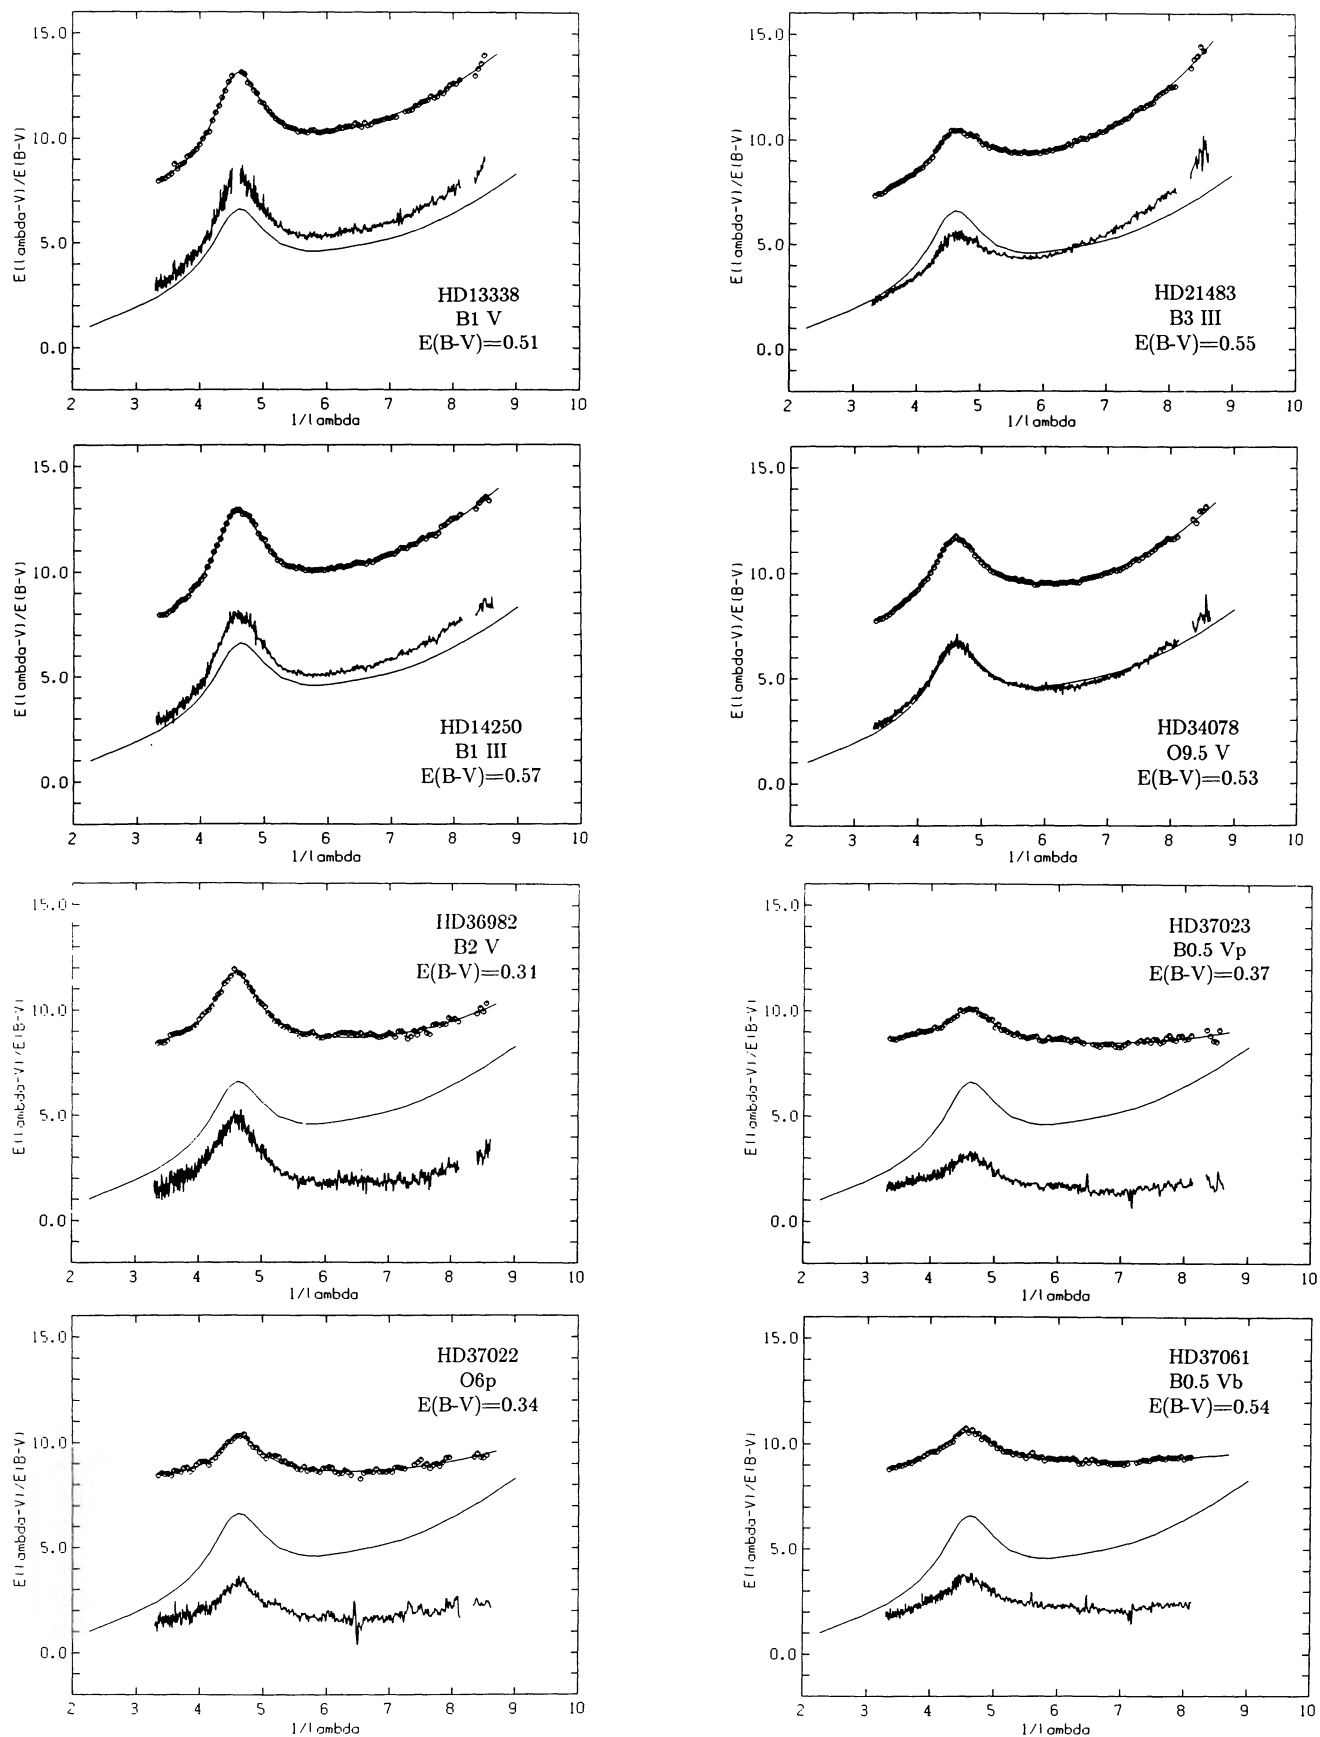 15.0
10.0
5.0
0.0
E(lambda-V)/E(B-V)
HD13338
B1 V
E(B-V)=0.51
2 3 4 5 6 7 8 9 10
1/lambda
15.0
10.0
5.0
0.0
E(lambda-V)/E(B-V)
HD21483
B3 III
E(B-V)=0.55
2 3 4 5 6 7 8 9 10
1/lambda
15.0
10.0
5.0
0.0
E(lambda-V)/E(B-V)
HD14250
B1 III
E(B-V)=0.57
2 3 4 5 6 7 8 9 10
1/lambda
15.0
10.0
5.0
0.0
E(lambda-V)/E(B-V)
HD34078
O9.5 V
E(B-V)=0.53
2 3 4 5 6 7 8 9 10
1/lambda
15.0
10.0
5.0
0.0
E(lambda-V)/E(B-V)
HD36982
B2 V
E(B-V)=0.31
2 3 4 5 6 7 8 9 10
1/lambda
15.0
10.0
5.0
0.0
E(lambda-V)/E(B-V)
HD37023
B0.5 Vp
E(B-V)=0.37
2 3 4 5 6 7 8 9 10
1/lambda
15.0
10.0
5.0
0.0
E(lambda-V)/E(B-V)
HD37022
O6p
E(B-V)=0.34
2 3 4 5 6 7 8 9 10
1/lambda
15.0
10.0
5.0
0.0
E(lambda-V)/E(B-V)
HD37061
B0.5 Vb
E(B-V)=0.54
2 3 4 5 6 7 8 9 10
1/lambda